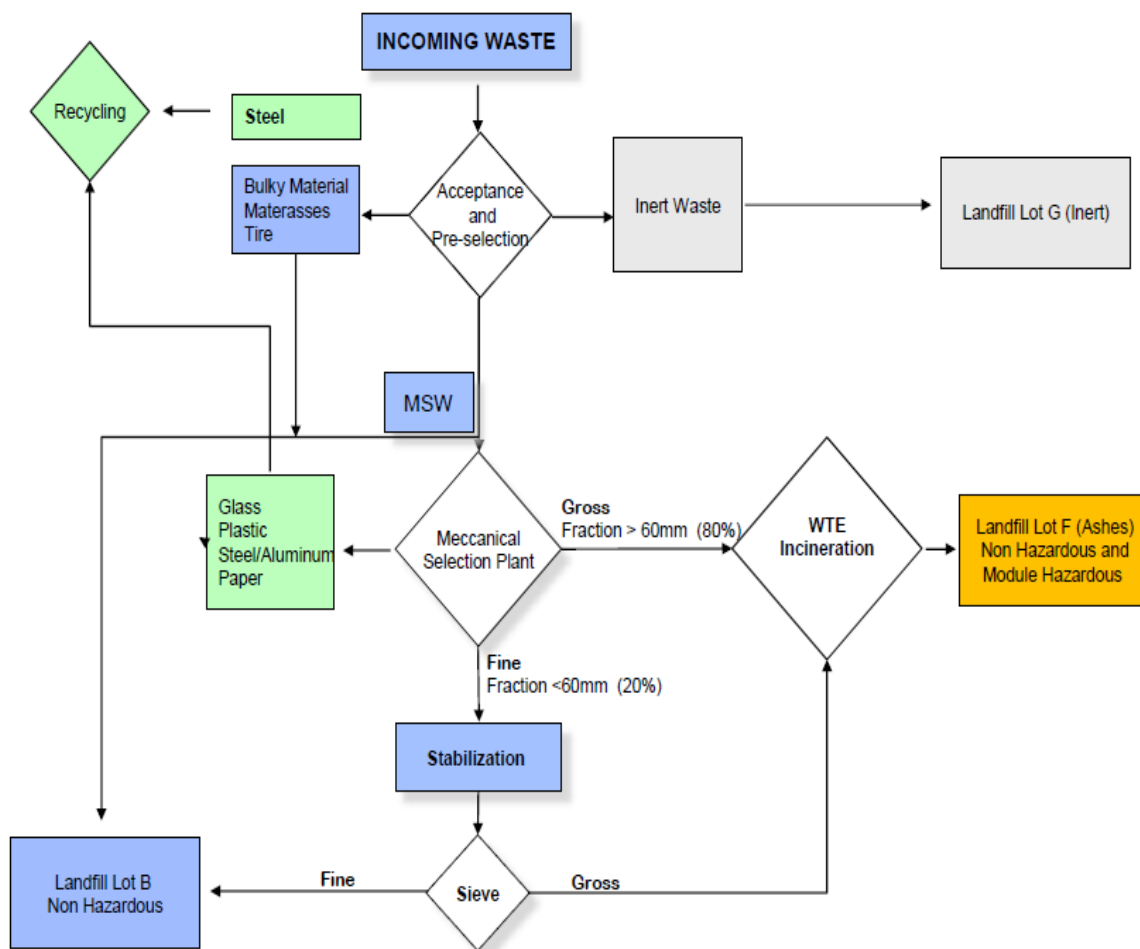 INCOMING WASTE
Recycling
Steel
Bulky Material
Materasses
Tire
Acceptance
and
Pre-selection
Inert Waste
Landfill Lot G (Inert)
MSW
Glass
Plastic
Steel/Aluminum
Paper
Meccanical
Selection Plant
Gross
Fraction > 60mm (80%)
WTE
Incineration
Landfill Lot F (Ashes)
Non Hazardous and
Module Hazardous
Fine
Fraction <60mm (20%)
Stabilization
Landfill Lot B
Non Hazardous
Fine
Sieve
Gross